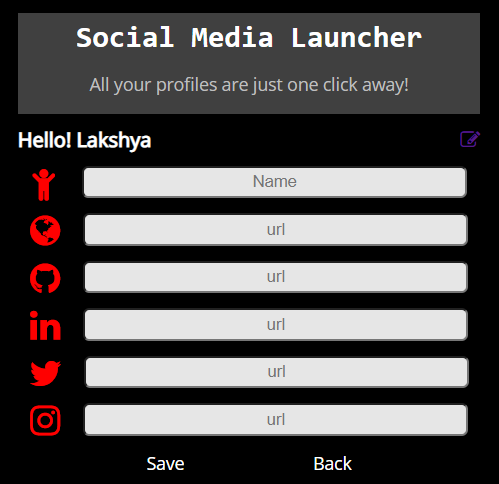 Social Media Launcher
All your profiles are just one click away!
Hello! Lakshya
Name
url
url
url
url
url
Save Back